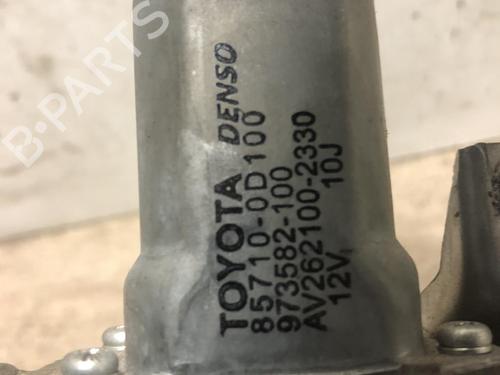 B-PARTS
TOYOTA DENSO
85710-0D100
973582-100
AV262100-2330
12V 10J